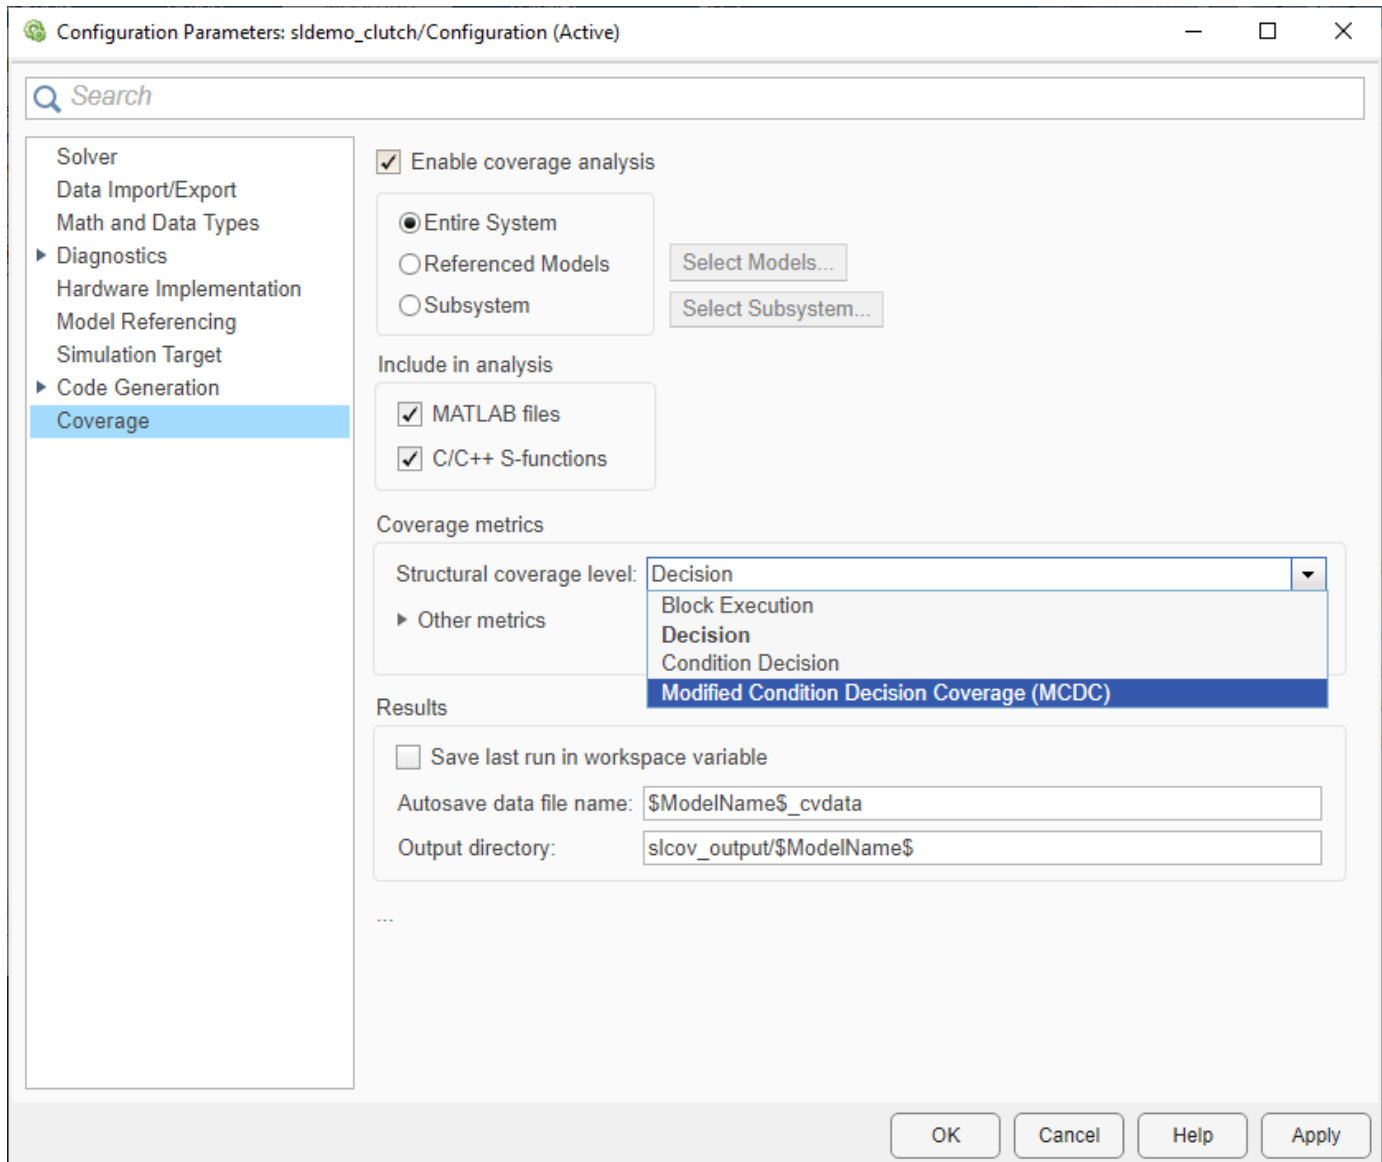 Configuration Parameters: sldemo_clutch/Configuration (Active)
Search
Solver
Data Import/Export
Math and Data Types
Diagnostics
Hardware Implementation
Model Referencing
Simulation Target
Code Generation
Coverage
Enable coverage analysis
Entire System
Referenced Models
Select Models...
Subsystem
Select Subsystem...
Include in analysis
MATLAB files
C/C++ S-functions
Coverage metrics
Structural coverage level: Decision
Block Execution
Other metrics
Decision
Condition Decision
Modified Condition Decision Coverage (MCDC)
Results
Save last run in workspace variable
Autosave data file name: $ModelName$_cvdata
Output directory: slcov_output/$ModelName$
...
OK Cancel Help Apply